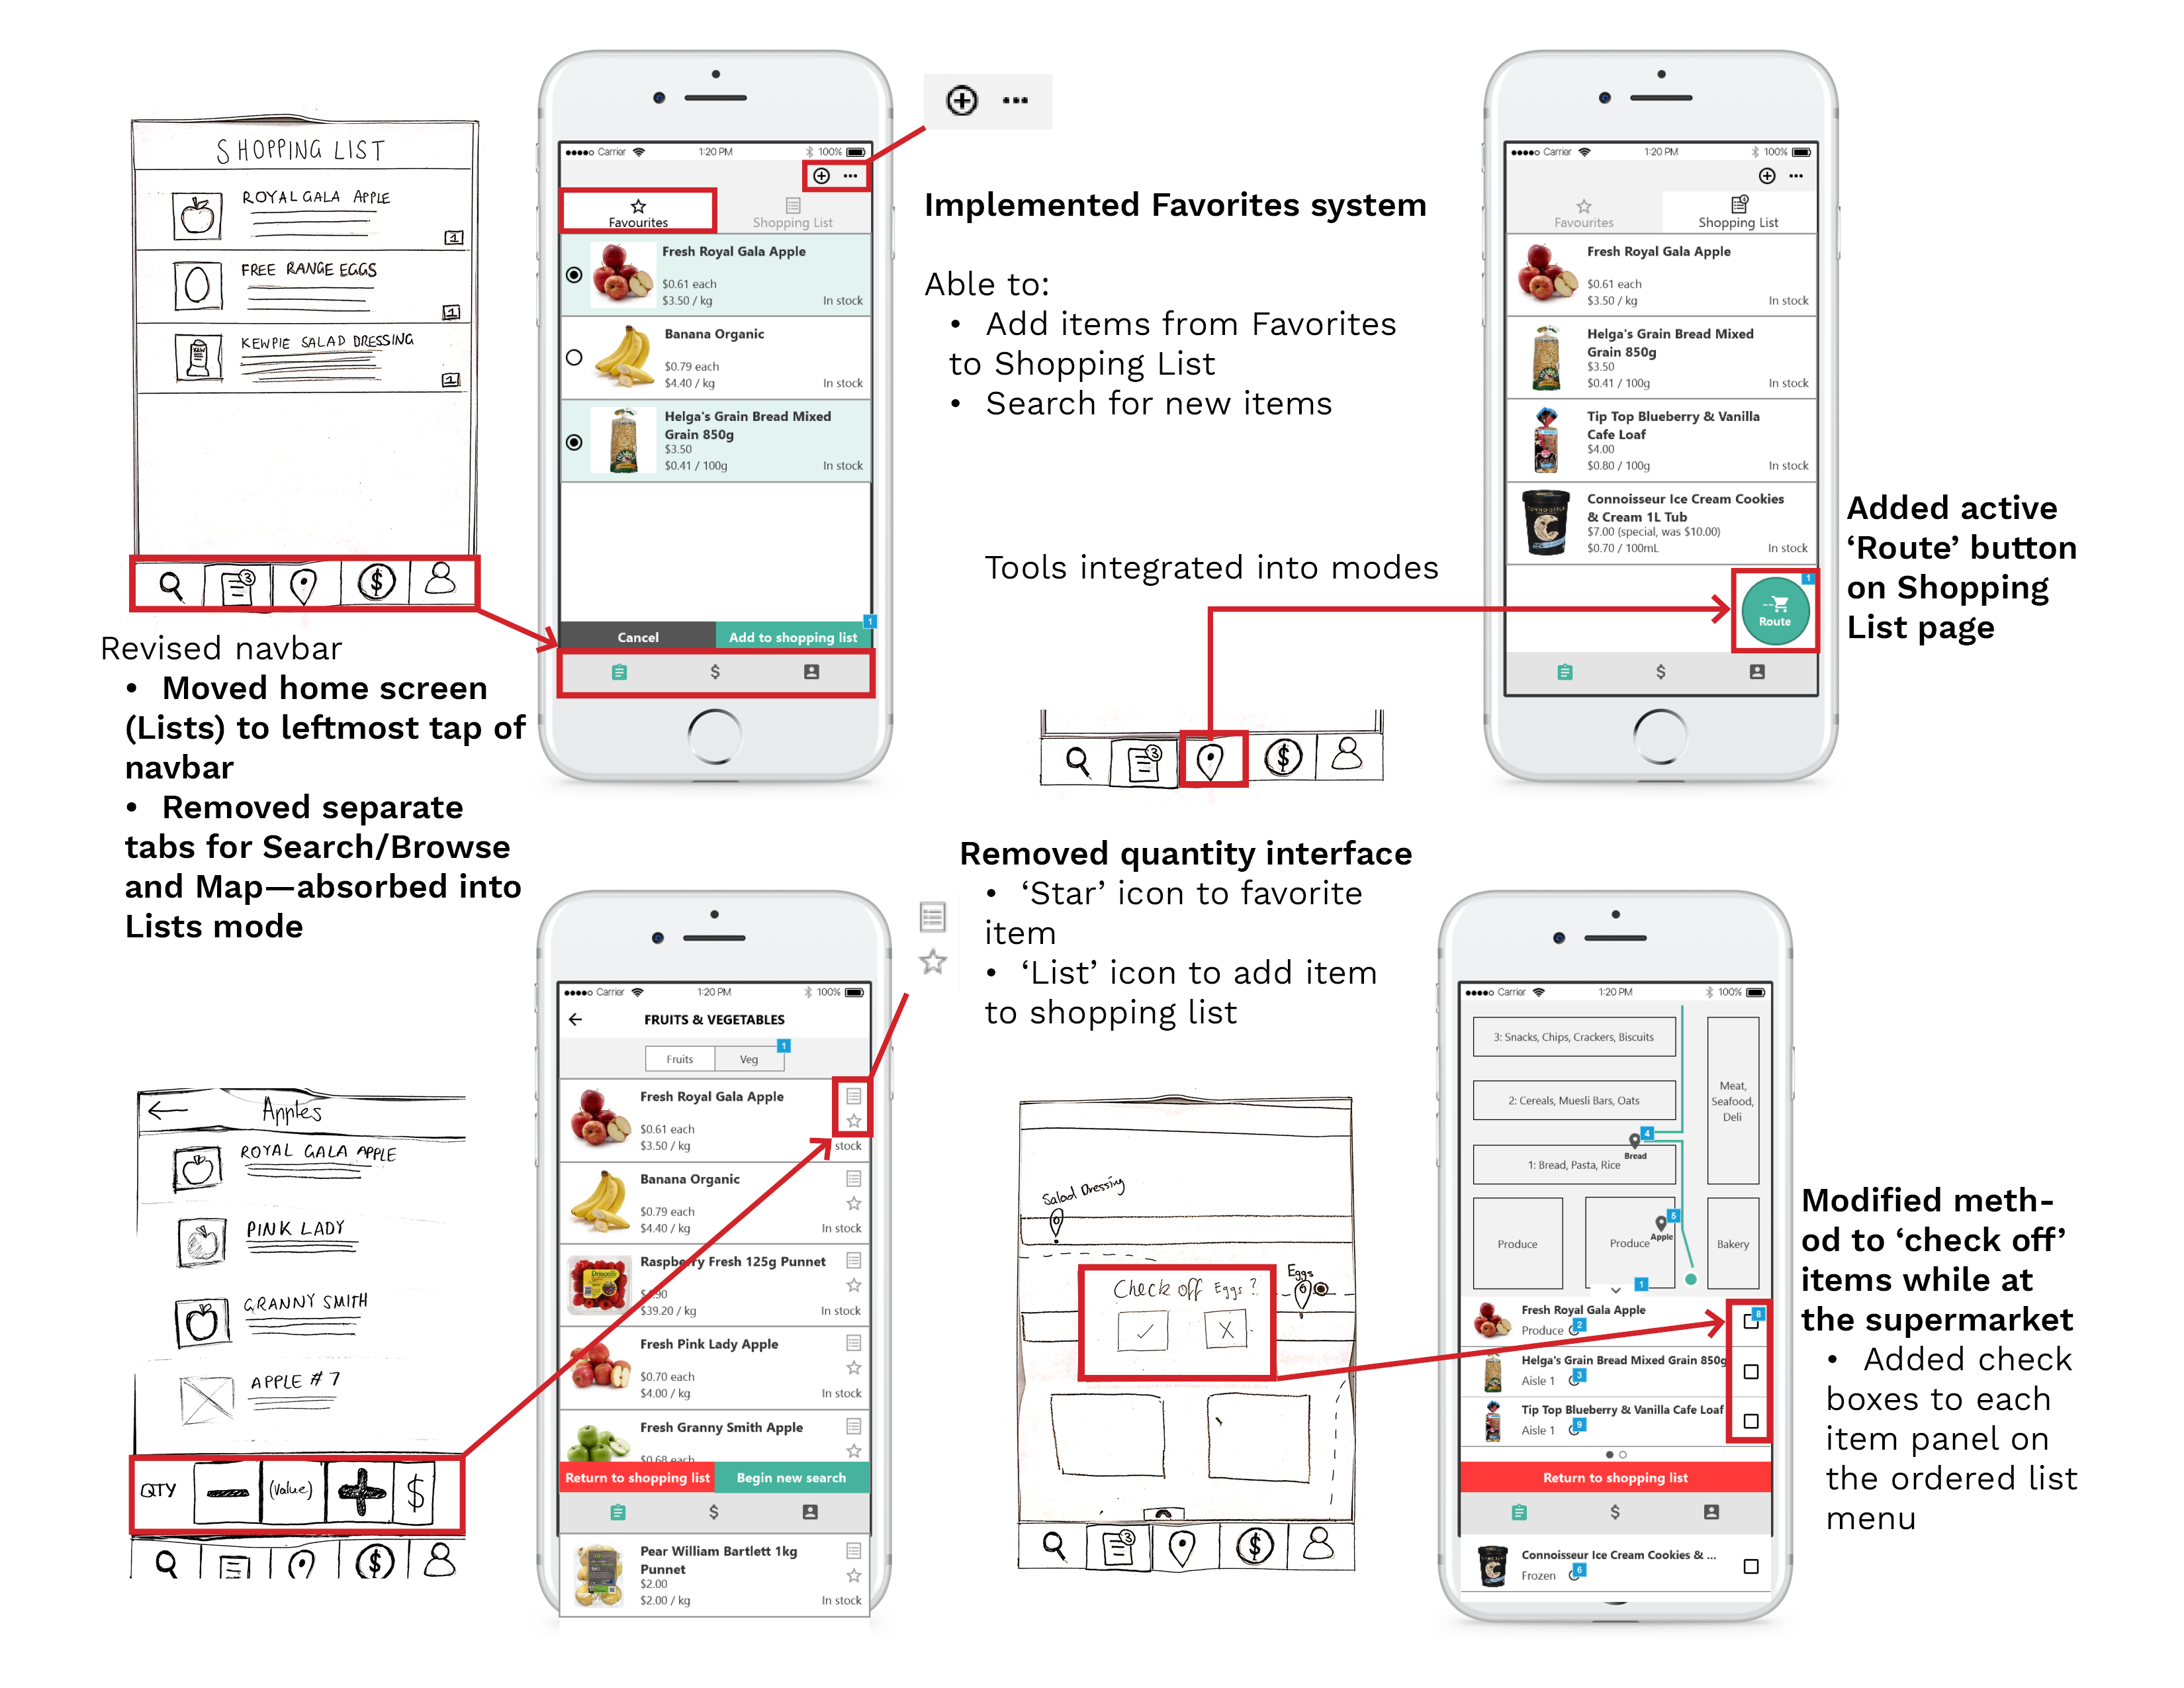 SHOPPING LIST
ROYAL GALA APPLE
1
FREE RANGE EGGS
1
KEWPIE SALAD DRESSING
1
3
Revised navbar
• Moved home screen
(Lists) to leftmost tap of
navbar
• Removed separate
tabs for Search/Browse
and Map—absorbed into
Lists mode
Carrier 1:20 PM 100%
Favourites Shopping List
Fresh Royal Gala Apple
$0.61 each
$3.50 / kg In stock
Banana Organic
$0.79 each
$4.40 / kg In stock
Helga's Grain Bread Mixed
Grain 850g
$3.50
$0.41 / 100g In stock
1
Cancel Add to shopping list
$
Implemented Favorites system
Able to:
• Add items from Favorites
to Shopping List
• Search for new items
Tools integrated into modes
3 $
Carrier 1:20 PM 100%
Favourites Shopping List
Fresh Royal Gala Apple
$0.61 each
$3.50 / kg In stock
Helga's Grain Bread Mixed
Grain 850g
$3.50
$0.41 / 100g In stock
Tip Top Blueberry & Vanilla
Cafe Loaf
$4.00
$0.80 / 100g In stock
Connoisseur Ice Cream Cookies
& Cream 1L Tub
$7.00 (special, was $10.00)
$0.70 / 100mL In stock
1
Route
$
Added active
‘Route’ button
on Shopping
List page
Apples
ROYAL GALA APPLE
PINK LADY
GRANNY SMITH
APPLE #7
QTY (Value) $
$
Carrier 1:20 PM 100%
FRUITS & VEGETABLES
Fruits Veg 1
Fresh Royal Gala Apple
$0.61 each
$3.50 / kg stock
Banana Organic
$0.79 each
$4.40 / kg In stock
Raspberry Fresh 125g Punnet
$39.20 / kg In stock
Fresh Pink Lady Apple
$0.70 each
$4.00 / kg In stock
Fresh Granny Smith Apple
$0.68 each
Return to shopping list Begin new search
$
Pear William Bartlett 1kg
Punnet
$2.00
$2.00 / kg In stock
Removed quantity interface
• ‘Star’ icon to favorite
item
• ‘List’ icon to add item
to shopping list
Salad Dressing
Check off Eggs?
Eggs
3 $
Carrier 1:20 PM 100%
3: Snacks, Chips, Crackers, Biscuits
Meat,
Seafood,
Deli
2: Cereals, Muesli Bars, Oats
4
Bread
1: Bread, Pasta, Rice
5
Apple
Produce Produce Bakery
1
Fresh Royal Gala Apple
Produce 2
8
Helga's Grain Bread Mixed Grain 850g
Aisle 1 3
Tip Top Blueberry & Vanilla Cafe Loaf
Aisle 1 9
Return to shopping list
$
Connoisseur Ice Cream Cookies & ...
Frozen 6
Modified meth-
od to ‘check off’
items while at
the supermarket
• Added check
boxes to each
item panel on
the ordered list
menu